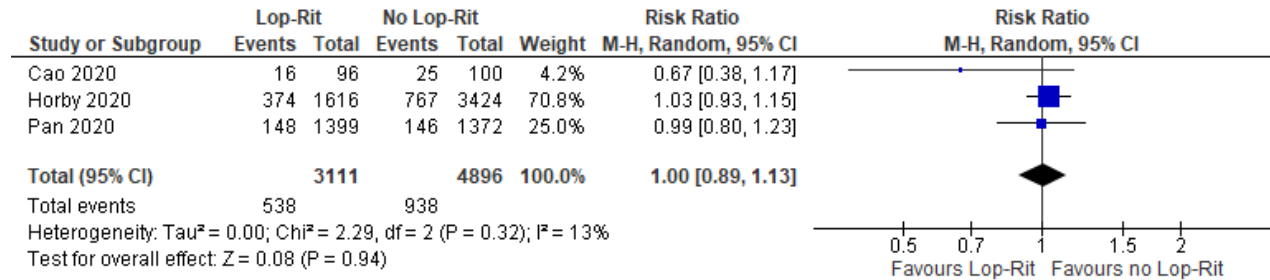 Lop-Rit No Lop-Rit Risk Ratio Risk Ratio
Study or Subgroup Events Total Events Total Weight M-H, Random, 95% CI M-H, Random, 95% CI
Cao 2020 16 96 25 100 4.2% 0.67 [0.38, 1.17]
Horby 2020 374 1616 767 3424 70.8% 1.03 [0.93, 1.15]
Pan 2020 148 1399 146 1372 25.0% 0.99 [0.80, 1.23]
Total (95% CI) 3111 4896 100.0% 1.00 [0.89, 1.13]
Total events 538 938
Heterogeneity: Tau² = 0.00; Chi² = 2.29, df = 2 (P = 0.32); I² = 13%
Test for overall effect: Z = 0.08 (P = 0.94)
0.5 0.7 1 1.5 2
Favours Lop-Rit Favours no Lop-Rit